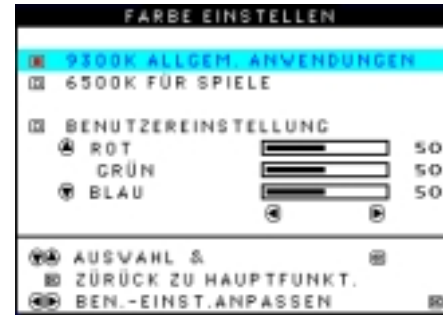 FARBE EINSTELLEN
9300K ALLGEM. ANWENDUNGEN
6500K FÜR SPIELE
BENUTZEREINSTELLUNG
ROT 50
GRÜN 50
BLAU 50
AUSWAHL &
ZÜRÜCK ZU HAUPTFUNKT.
BEN.-EINST.ANPASSEN